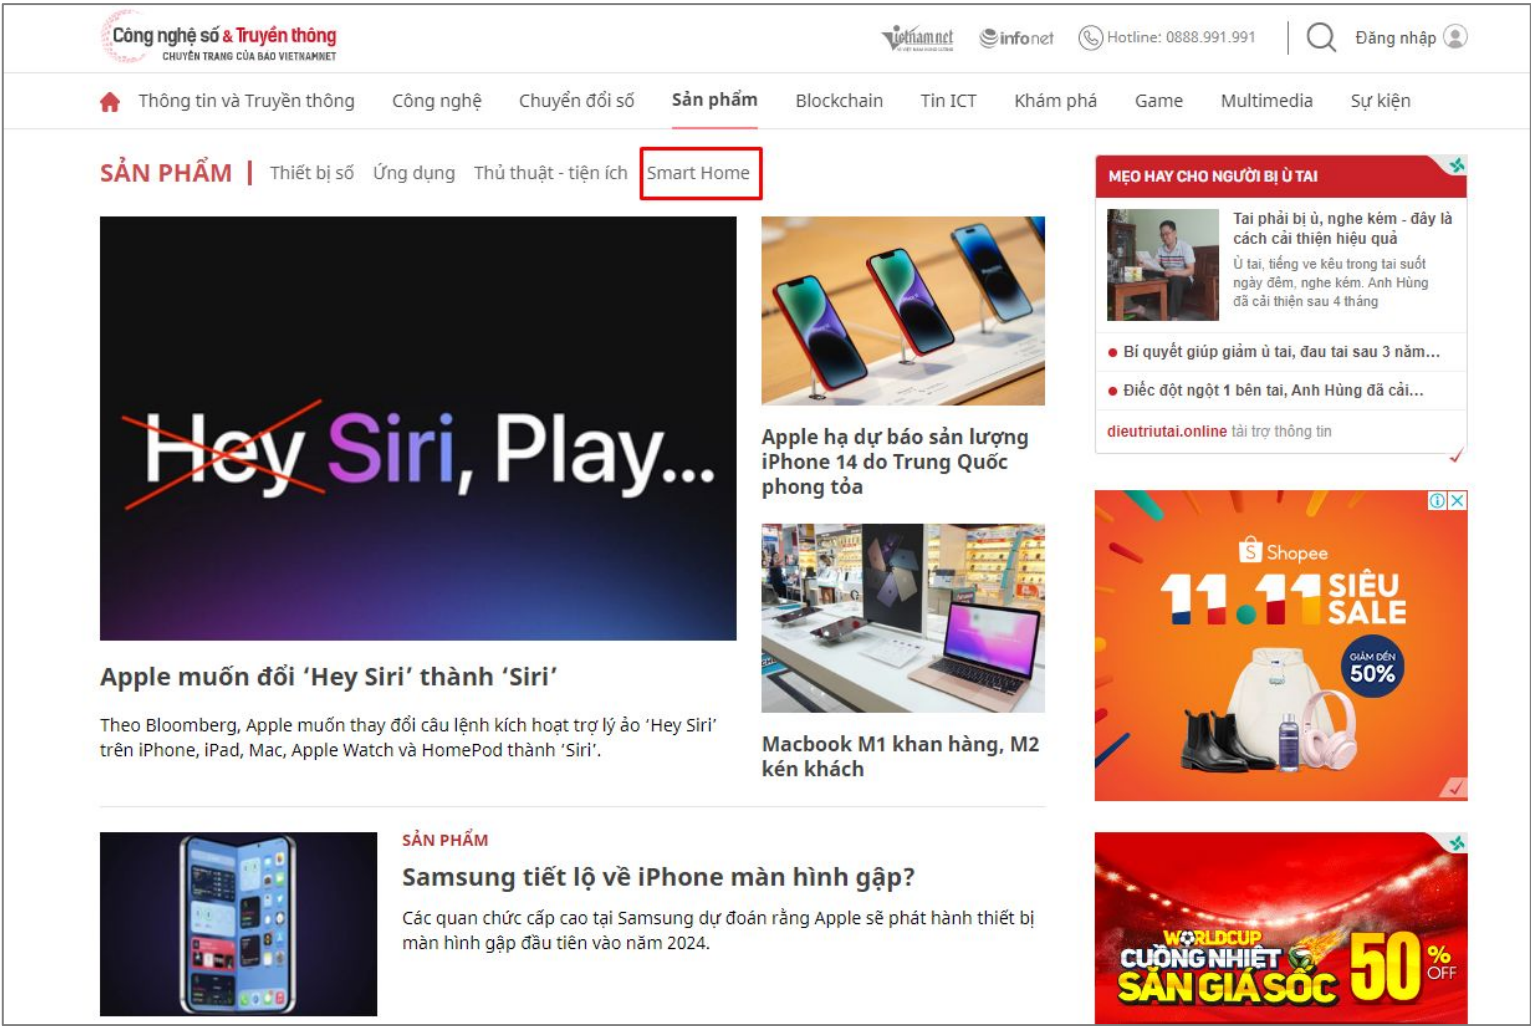 Công nghệ số & Truyền thông
CHUYÊN TRANG CỦA BÁO VIETNAMNET
Vietnamnet
infonet
Hotline: 0888.991.991
Đăng nhập
Thông tin và Truyền thông
Công nghệ
Chuyển đổi số
Sản phẩm
Blockchain
Tin ICT
Khám phá
Game
Multimedia
Sự kiện
SẢN PHẨM
Thiết bị số
Ứng dụng
Thủ thuật - tiện ích
Smart Home
Hey Siri, Play...
Apple muốn đổi ‘Hey Siri’ thành ‘Siri’
Theo Bloomberg, Apple muốn thay đổi câu lệnh kích hoạt trợ lý ảo ‘Hey Siri’
trên iPhone, iPad, Mac, Apple Watch và HomePod thành ‘Siri’.
Apple hạ dự báo sản lượng
iPhone 14 do Trung Quốc
phong tỏa
Macbook M1 khan hàng, M2
kén khách
SẢN PHẨM
Samsung tiết lộ về iPhone màn hình gập?
Các quan chức cấp cao tại Samsung dự đoán rằng Apple sẽ phát hành thiết bị
màn hình gập đầu tiên vào năm 2024.
MẸO HAY CHO NGƯỜI BỊ Ù TAI
Tai phải bị ù, nghe kém - đây là
cách cải thiện hiệu quả
Ù tai, tiếng ve kêu trong tai suốt
ngày đêm, nghe kém. Anh Hùng
đã cải thiện sau 4 tháng
Bí quyết giúp giảm ù tai, đau tai sau 3 năm...
Điếc đột ngột 1 bên tai, Anh Hùng đã cải...
dieutriutai.online tài trợ thông tin
Shopee
11.11 SIÊU
SALE
GIẢM ĐẾN
50%
WORLDCUP
CUỒNG NHIỆT
SĂN GIÁ SỐC
50%
OFF